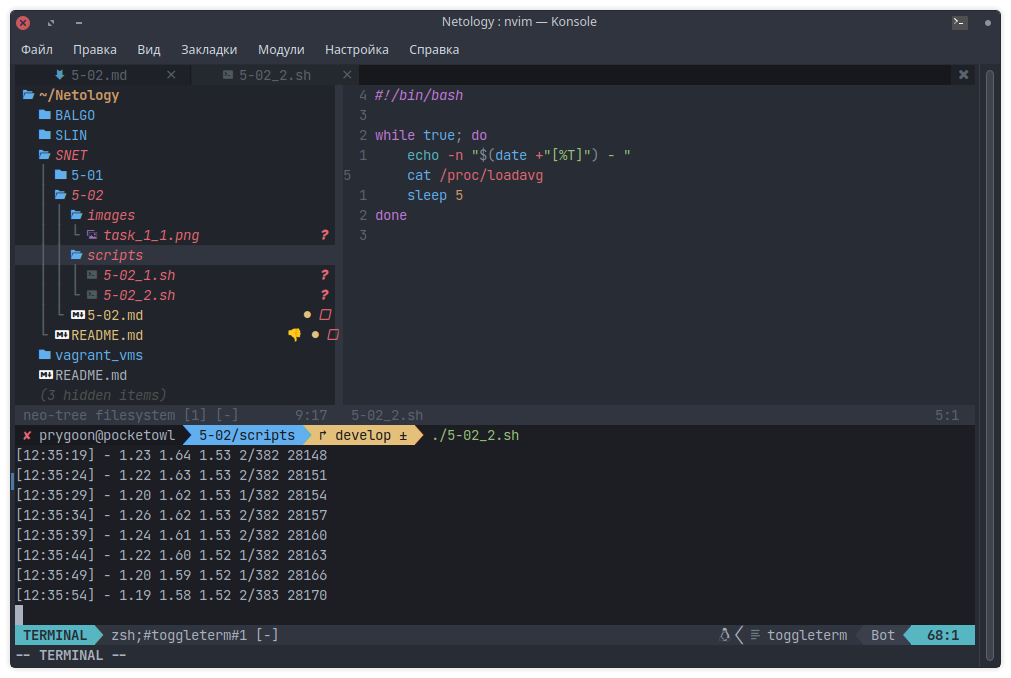 Netology : nvim — Konsole
Файл Правка Вид Закладки Модули Настройка Справка
5-02.md 5-02_2.sh
~/Netology
BALGO
SLIN
SNET
5-01
5-02
images
task_1_1.png ?
scripts
5-02_1.sh ?
5-02_2.sh ?
5-02.md
README.md
vagrant_vms
README.md
(3 hidden items)
4 #!/bin/bash
3
2 while true; do
1 echo -n "$(date +"[%T]") - "
5 cat /proc/loadavg
1 sleep 5
2 done
3
neo-tree filesystem [1] [-] 9:17 5-02_2.sh 5:1
✘ prygoon@pocketowl 5-02/scripts develop ± ./5-02_2.sh
[12:35:19] - 1.23 1.64 1.53 2/382 28148
[12:35:24] - 1.22 1.63 1.53 2/382 28151
[12:35:29] - 1.20 1.62 1.53 1/382 28154
[12:35:34] - 1.26 1.62 1.53 2/382 28157
[12:35:39] - 1.24 1.61 1.53 2/382 28160
[12:35:44] - 1.22 1.60 1.52 1/382 28163
[12:35:49] - 1.20 1.59 1.52 1/382 28166
[12:35:54] - 1.19 1.58 1.52 2/383 28170
TERMINAL zsh;#toggleterm#1 [-] toggleterm Bot 68:1
-- TERMINAL --